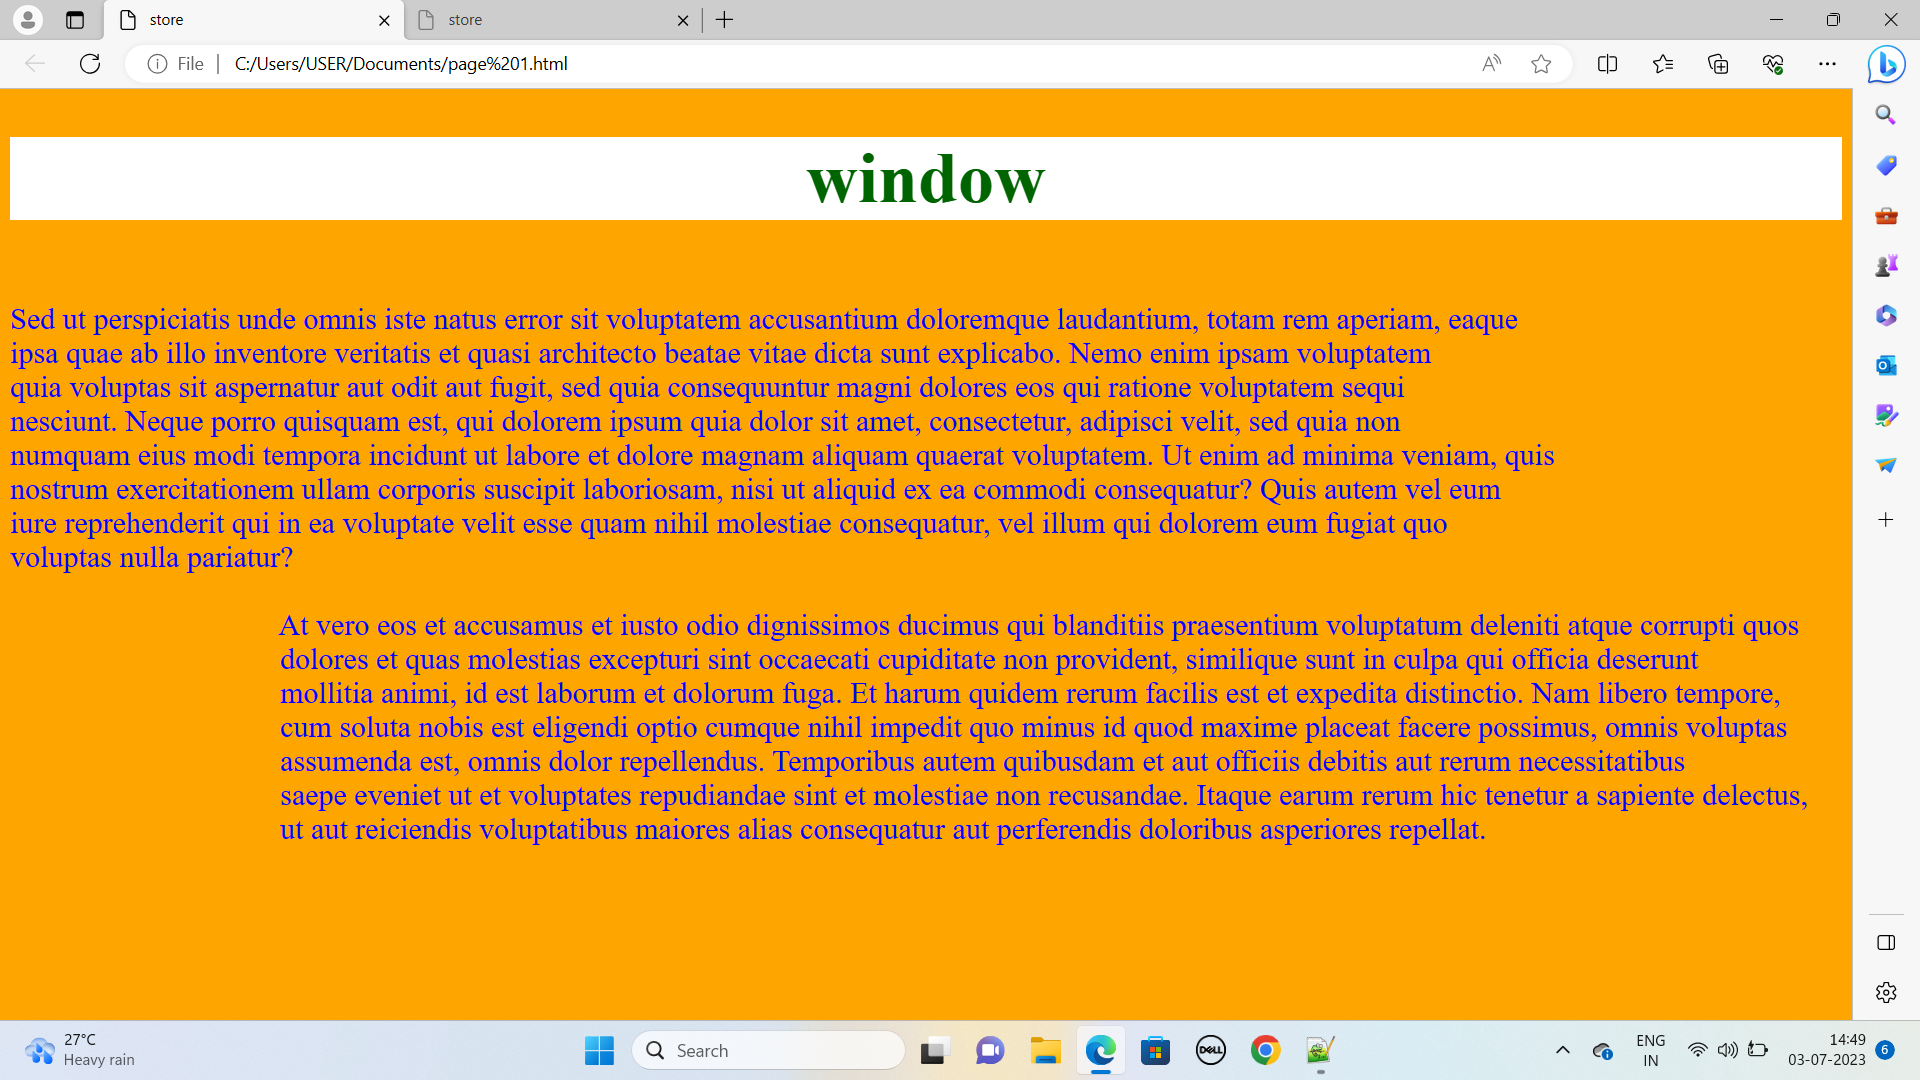 store
store
File
C:/Users/USER/Documents/page%201.html
window
Sed ut perspiciatis unde omnis iste natus error sit voluptatem accusantium doloremque laudantium, totam rem aperiam, eaque
ipsa quae ab illo inventore veritatis et quasi architecto beatae vitae dicta sunt explicabo. Nemo enim ipsam voluptatem
quia voluptas sit aspernatur aut odit aut fugit, sed quia consequuntur magni dolores eos qui ratione voluptatem sequi
nesciunt. Neque porro quisquam est, qui dolorem ipsum quia dolor sit amet, consectetur, adipisci velit, sed quia non
numquam eius modi tempora incidunt ut labore et dolore magnam aliquam quaerat voluptatem. Ut enim ad minima veniam, quis
nostrum exercitationem ullam corporis suscipit laboriosam, nisi ut aliquid ex ea commodi consequatur? Quis autem vel eum
iure reprehenderit qui in ea voluptate velit esse quam nihil molestiae consequatur, vel illum qui dolorem eum fugiat quo
voluptas nulla pariatur?
At vero eos et accusamus et iusto odio dignissimos ducimus qui blanditiis praesentium voluptatum deleniti atque corrupti quos
dolores et quas molestias excepturi sint occaecati cupiditate non provident, similique sunt in culpa qui officia deserunt
mollitia animi, id est laborum et dolorum fuga. Et harum quidem rerum facilis est et expedita distinctio. Nam libero tempore,
cum soluta nobis est eligendi optio cumque nihil impedit quo minus id quod maxime placeat facere possimus, omnis voluptas
assumenda est, omnis dolor repellendus. Temporibus autem quibusdam et aut officiis debitis aut rerum necessitatibus
saepe eveniet ut et voluptates repudiandae sint et molestiae non recusandae. Itaque earum rerum hic tenetur a sapiente delectus,
ut aut reiciendis voluptatibus maiores alias consequatur aut perferendis doloribus asperiores repellat.
27°C
Heavy rain
Search
DELL
ENG
IN
14:49
03-07-2023
6